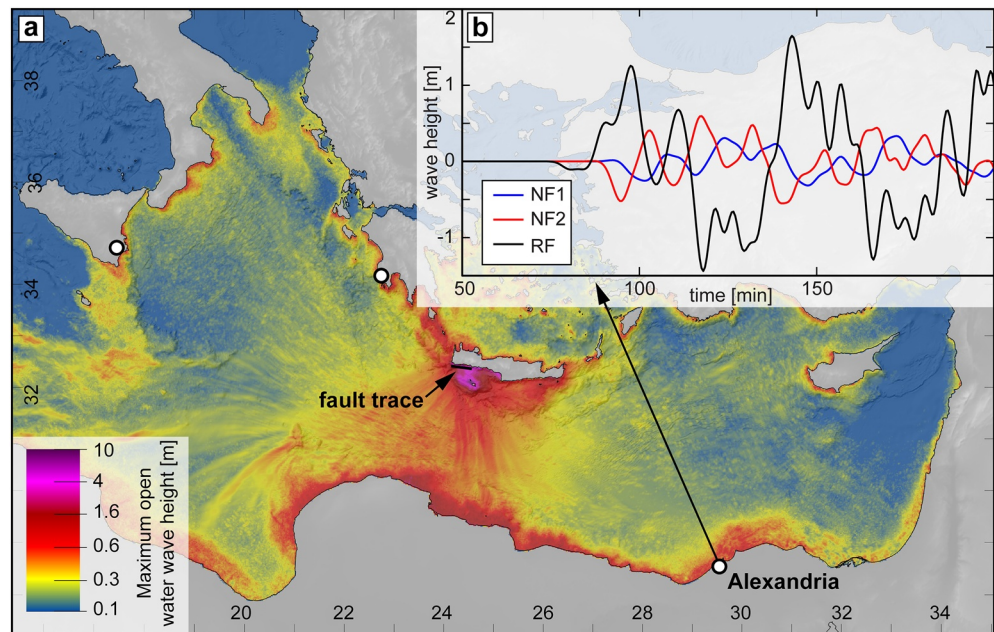 a
b
2
1
0
-1
wave height [m]
NF1
NF2
RF
50
100
150
time [min]
38
36
34
32
fault trace
10
4
1.6
0.6
0.3
0.1
Maximum open
water wave height [m]
Alexandria
20
22
24
26
28
30
32
34